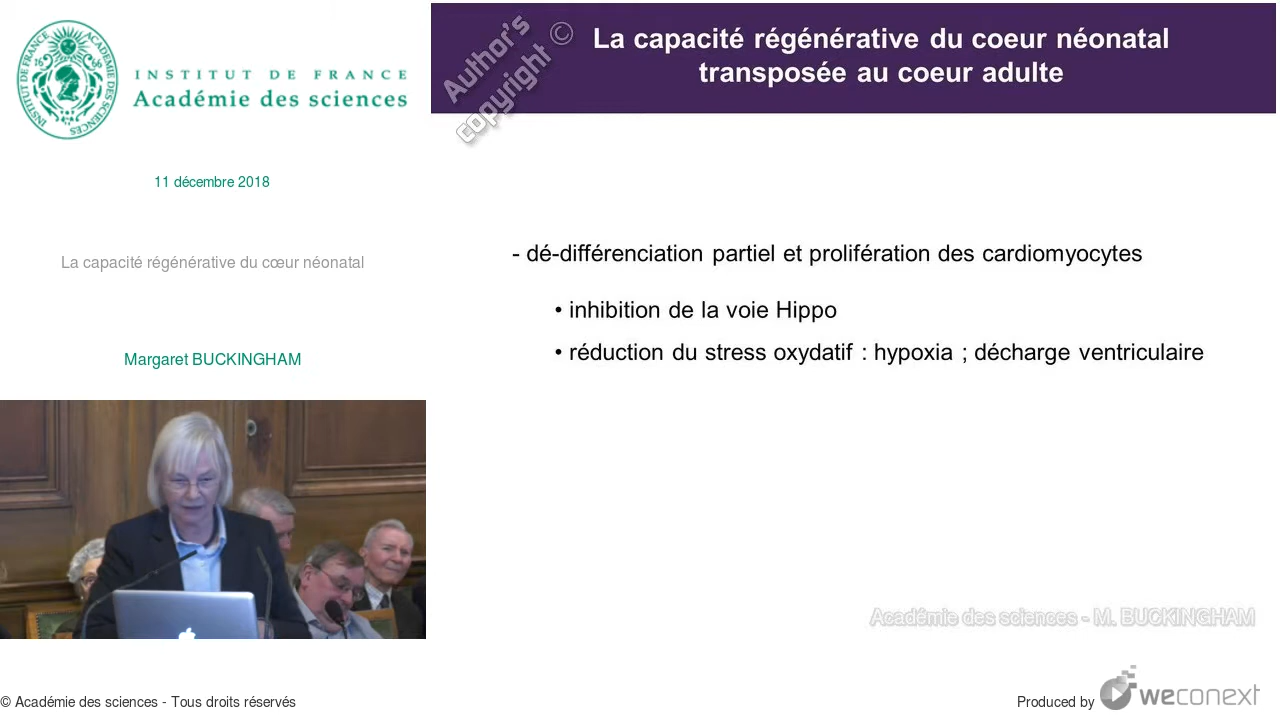 INSTITUT DE FRANCE
Académie des sciences
11 décembre 2018
La capacité régénérative du cœur néonatal
Margaret BUCKINGHAM
Author's ©
copyright
La capacité régénérative du coeur néonatal
transposée au coeur adulte
- dé-différenciation partiel et prolifération des cardiomyocytes
• inhibition de la voie Hippo
• réduction du stress oxydatif : hypoxia ; décharge ventriculaire
Académie des sciences - M. BUCKINGHAM
© Académie des sciences - Tous droits réservés
Produced by weconext